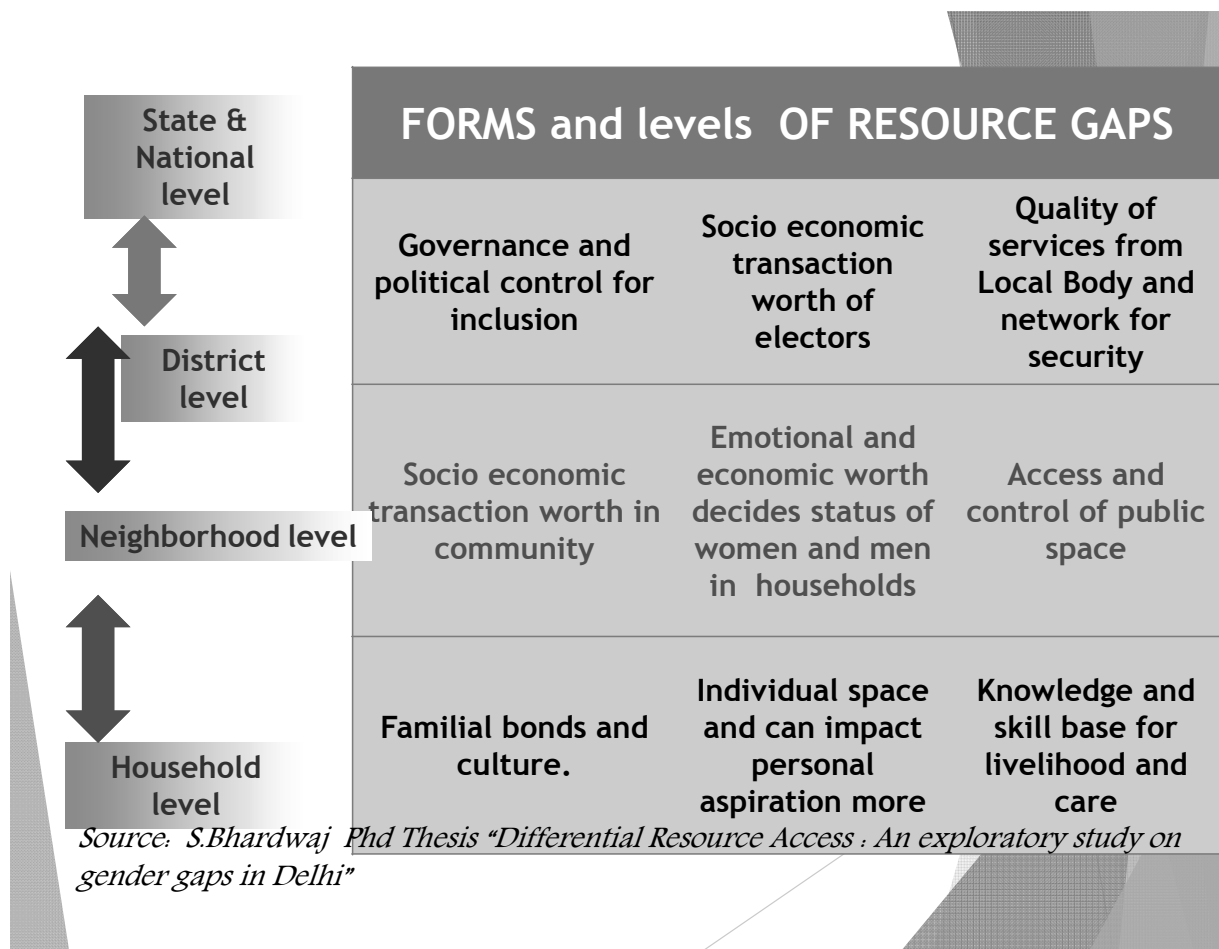 State &
National
level
FORMS and levels OF RESOURCE GAPS
Governance and
political control for
inclusion
Socio economic
transaction
worth of
electors
Quality of
services from
Local Body and
network for
security
District
level
Socio economic
transaction worth in
community
Emotional and
economic worth
decides status of
women and men
in households
Access and
control of public
space
Neighborhood level
Familial bonds and
culture.
Individual space
and can impact
personal
aspiration more
Knowledge and
skill base for
livelihood and
care
Household
level
Source: S.Bhardwaj Phd Thesis “Differential Resource Access : An exploratory study on
gender gaps in Delhi”